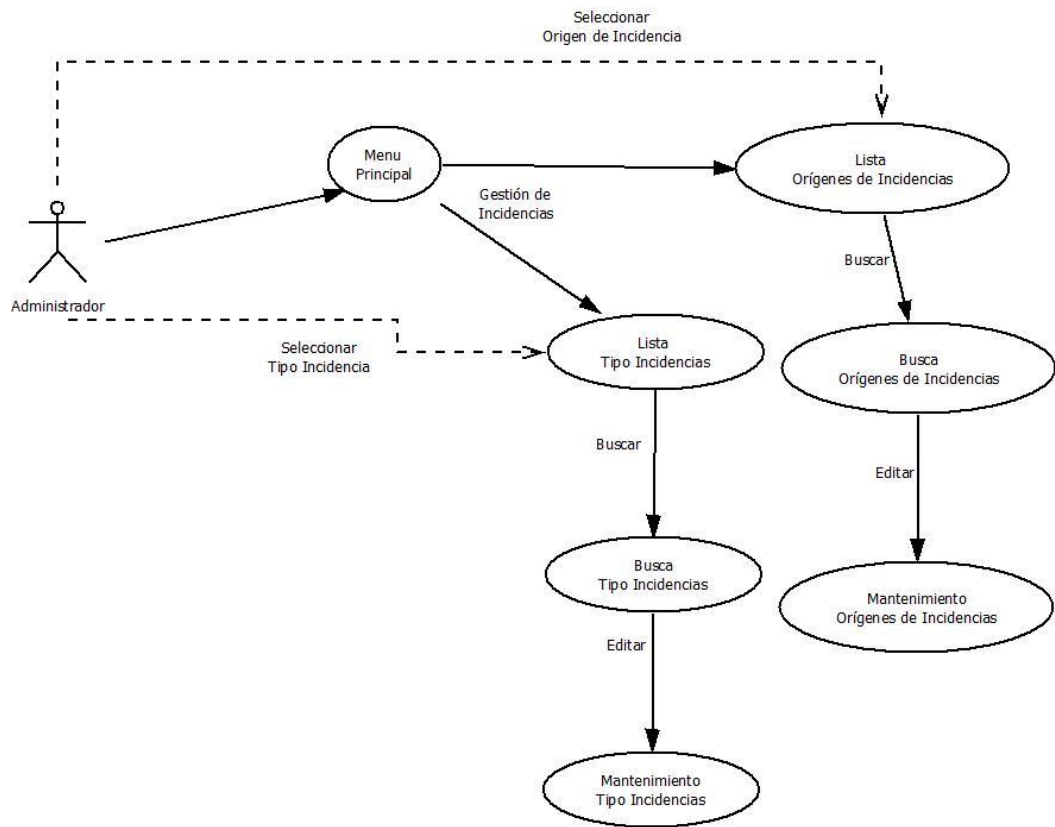 Seleccionar
Origen de Incidencia
Menu
Principal
Lista
Orígenes de Incidencias
Gestión de
Incidencias
Buscar
Administrador
Seleccionar
Tipo Incidencia
Lista
Tipo Incidencias
Busca
Orígenes de Incidencias
Buscar
Editar
Busca
Tipo Incidencias
Mantenimiento
Orígenes de Incidencias
Editar
Mantenimiento
Tipo Incidencias